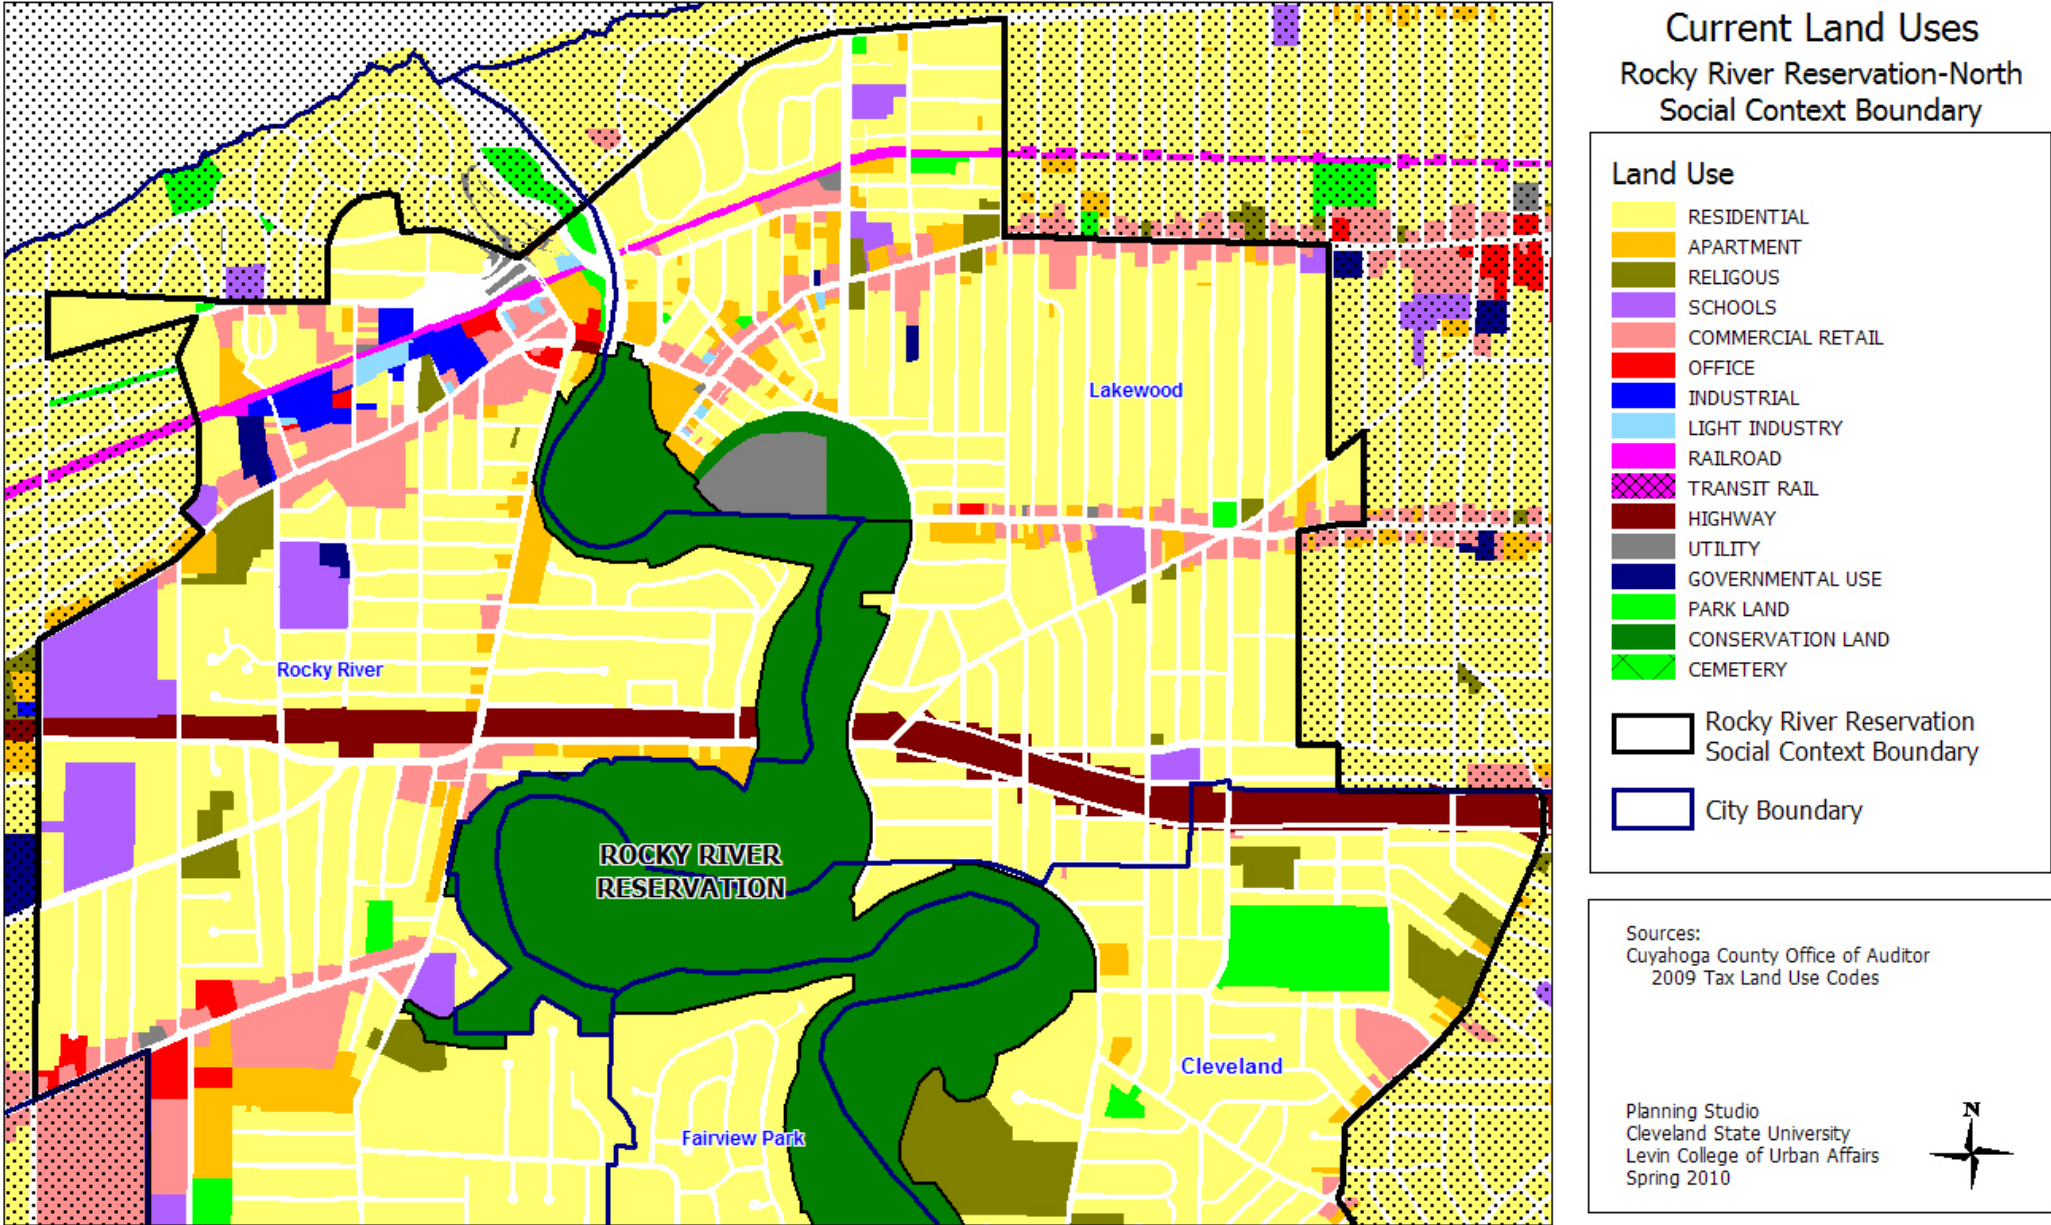 Current Land Uses
Rocky River Reservation-North
Social Context Boundary
Land Use
RESIDENTIAL
APARTMENT
RELIGOUS
SCHOOLS
COMMERCIAL RETAIL
OFFICE
INDUSTRIAL
LIGHT INDUSTRY
RAILROAD
TRANSIT RAIL
HIGHWAY
UTILITY
GOVERNMENTAL USE
PARK LAND
CONSERVATION LAND
CEMETERY
Rocky River Reservation
Social Context Boundary
City Boundary
Sources:
Cuyahoga County Office of Auditor
2009 Tax Land Use Codes
Planning Studio
Cleveland State University
Levin College of Urban Affairs
Spring 2010
N
Lakewood
Rocky River
ROCKY RIVER
RESERVATION
Cleveland
Fairview Park